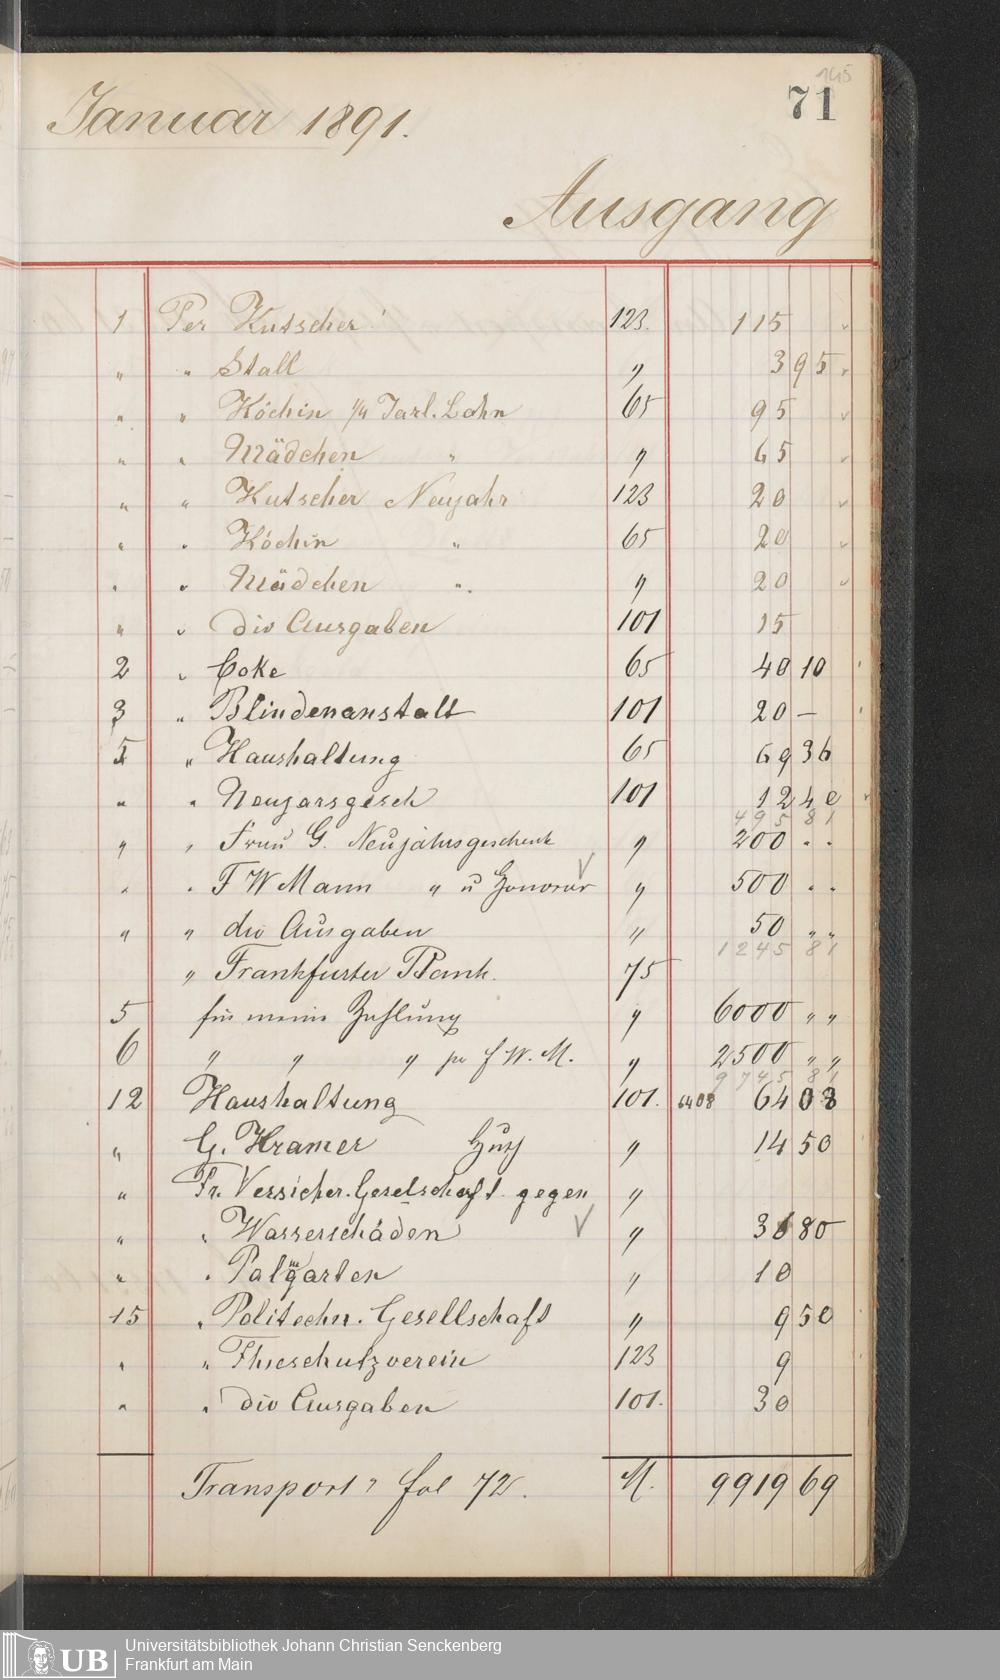 145
71
Januar 1891.
Ausgang
1 Per Kutscher 123. 115
" " Stall " 3 95
" " Köchin 1/4 Jarl. Lohn 65 95
" " Mädchen " " 65
" " Kutscher Neujahr 123 20
" " Köchin " 65 20
" " Mädchen " " 20
" " div Ausgaben 101 15
2 " Coke 65 40 10
3 " Blindenanstalt 101 20 —
5 " Haushaltung 65 69 36
" " Neujarsgesch 101 12 40
495 81
" " Frau G. Neujahrsgeschenk " 200 " "
" " F W Mann " u Honorar " 500 " "
" " div Ausgaben " 50 " "
1245 81
" Frankfurter Bank. 75
5 für meine Zahlung " 6000 " "
6 " " " pr F. W. M. " 2500 " "
9745 81
12 Haushaltung 101. 6408 64 08
" G. Kramer " 14 50
" Fr. Versicher. Geselschaft gegen "
" " Wasserschäden " 36 80
" " Palmgarten " 10
15 " Politechn. Gesellschaft " 9 50
" " Thieschutzverein 123 9
" " div Ausgaben 101. 30
Transport fol 72. M. 9919 69
UB
Universitätsbibliothek Johann Christian Senckenberg
Frankfurt am Main